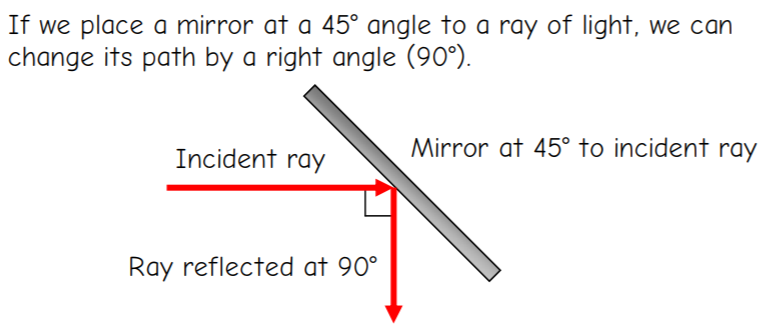 If we place a mirror at a 45° angle to a ray of light, we can
change its path by a right angle (90°).
Mirror at 45° to incident ray
Incident ray
Ray reflected at 90°